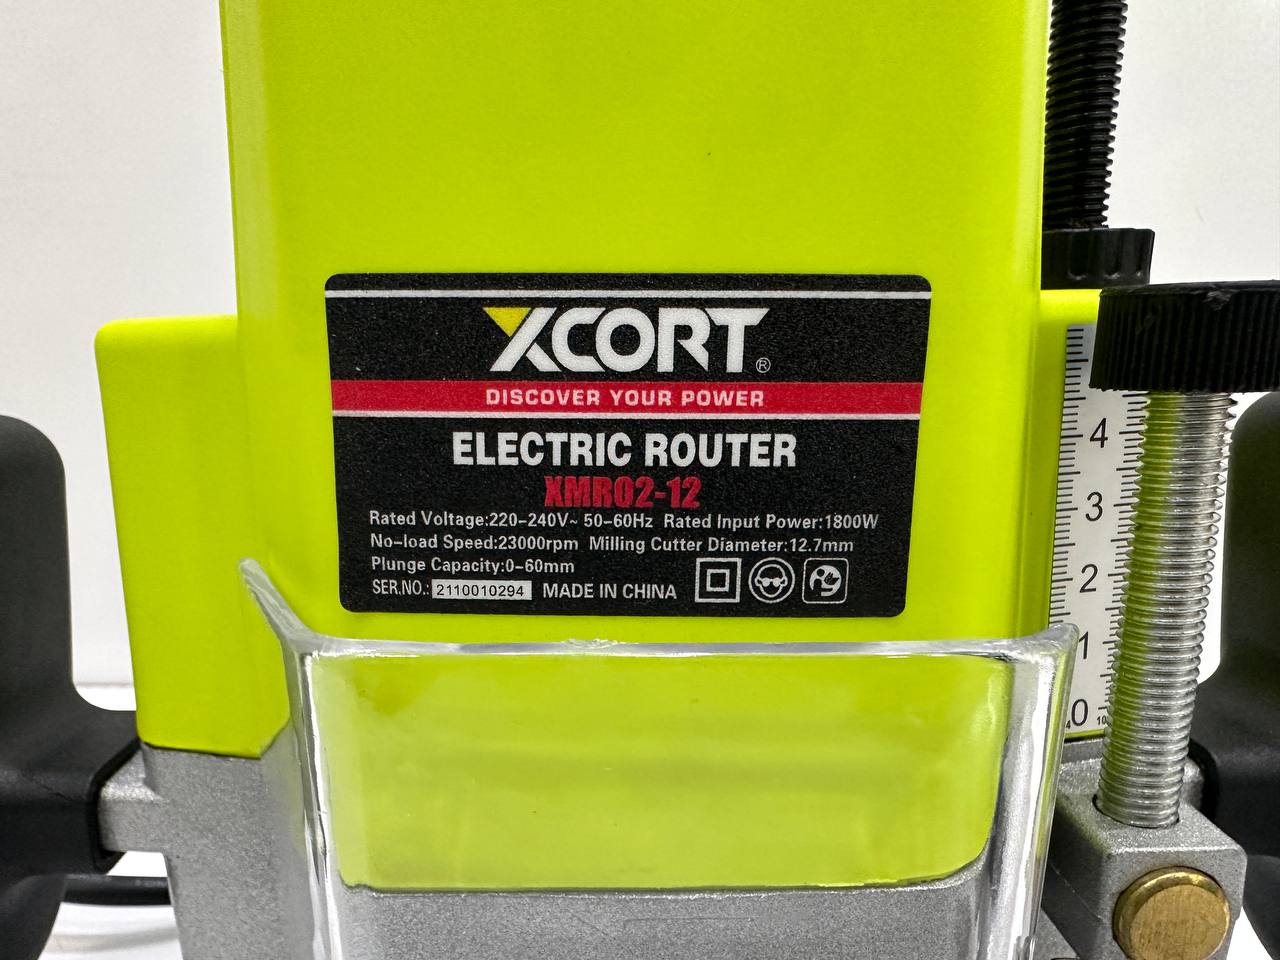 XCORT®
DISCOVER YOUR POWER
ELECTRIC ROUTER
XMR02-12
Rated Voltage:220-240V~ 50-60Hz Rated Input Power:1800W
No-load Speed:23000rpm Milling Cutter Diameter:12.7mm
Plunge Capacity:0-60mm
SER.NO.: 2110010294 MADE IN CHINA
4
3
2
1
0